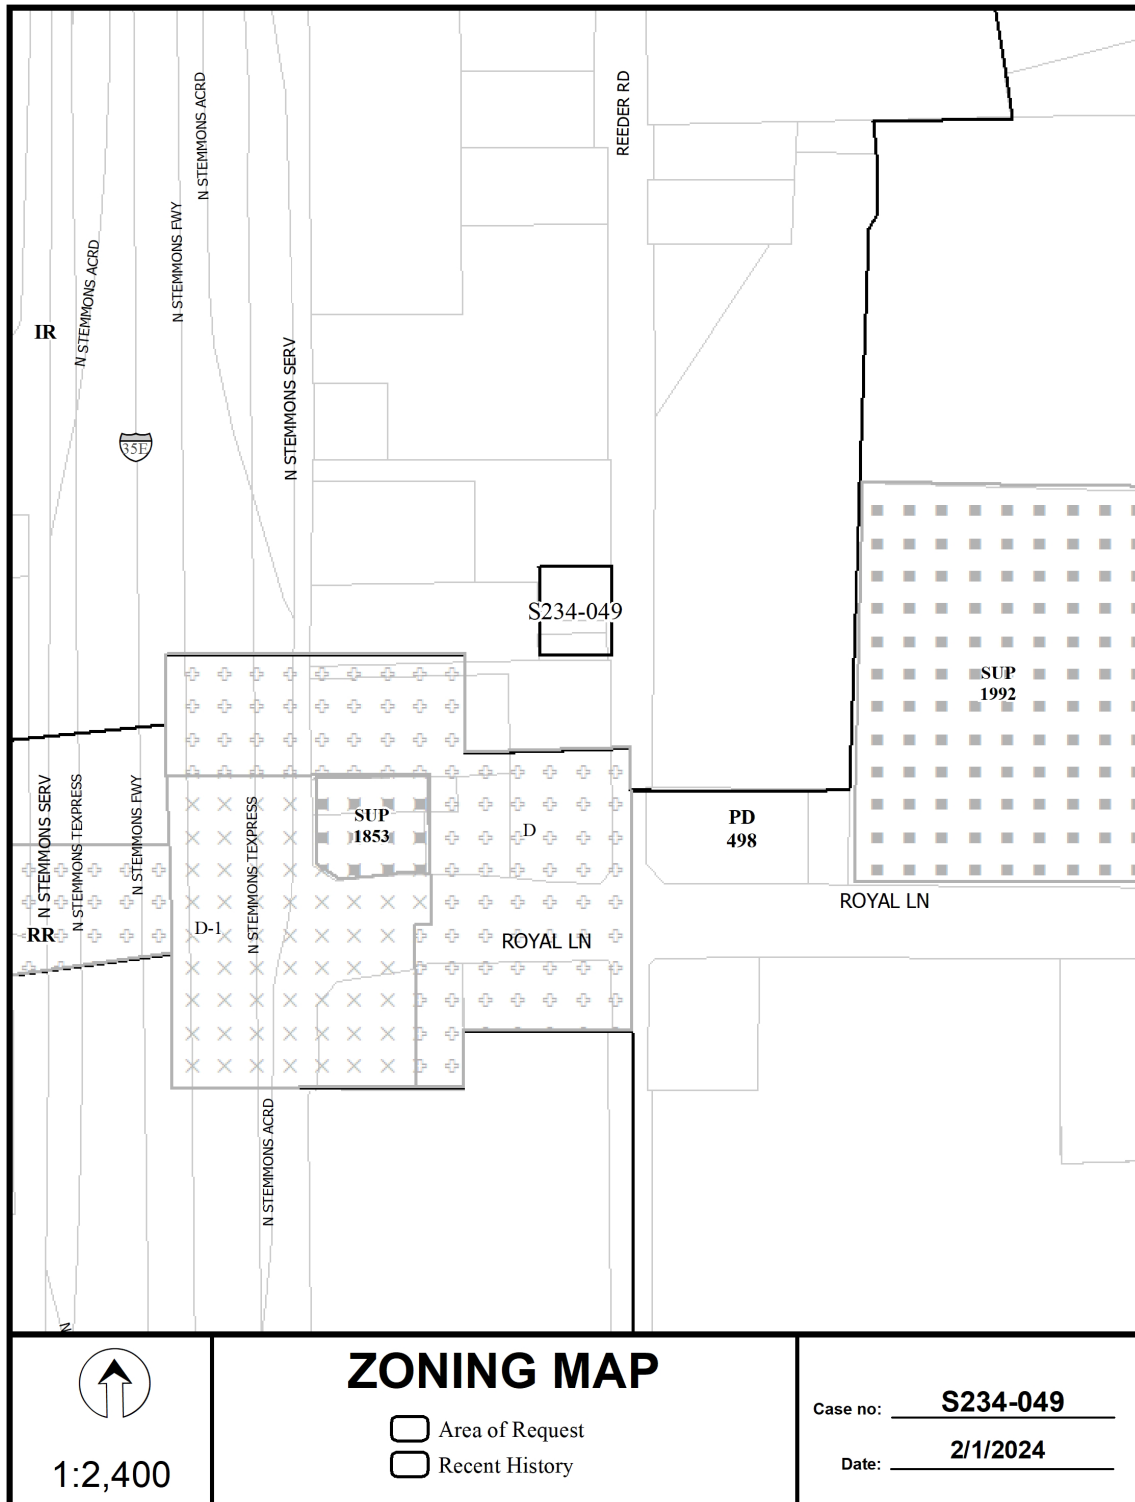 N STEMMONS ACRD
REEDER RD
N STEMMONS FWY
N STEMMONS ACRD
IR
N STEMMONS SERV
35E
S234-049
SUP
1992
N STEMMONS SERV
N STEMMONS TEXPRESS
N STEMMONS FWY
N STEMMONS TEXPRESS
SUP
1853
D
PD
498
ROYAL LN
D-1
RR
ROYAL LN
N STEMMONS ACRD
N
ZONING MAP
Area of Request
Recent History
1:2,400
Case no: S234-049
Date: 2/1/2024